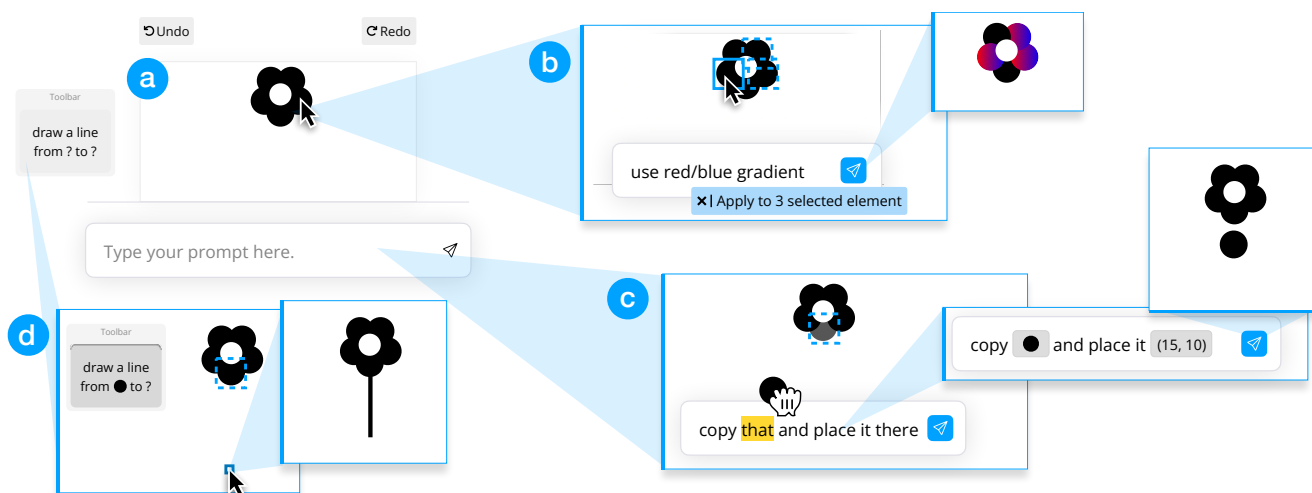 Undo
Redo
a
Toolbar
draw a line
from ? to ?
Type your prompt here.
b
use red/blue gradient
× | Apply to 3 selected element
c
copy that and place it there
copy and place it (15, 10)
d
Toolbar
draw a line
from to ?